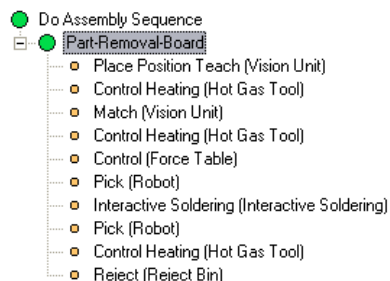 Do Assembly Sequence
Part-Removal-Board
Place Position Teach (Vision Unit)
Control Heating (Hot Gas Tool)
Match (Vision Unit)
Control Heating (Hot Gas Tool)
Control (Force Table)
Pick (Robot)
Interactive Soldering (Interactive Soldering)
Pick (Robot)
Control Heating (Hot Gas Tool)
Reject (Reject Bin)